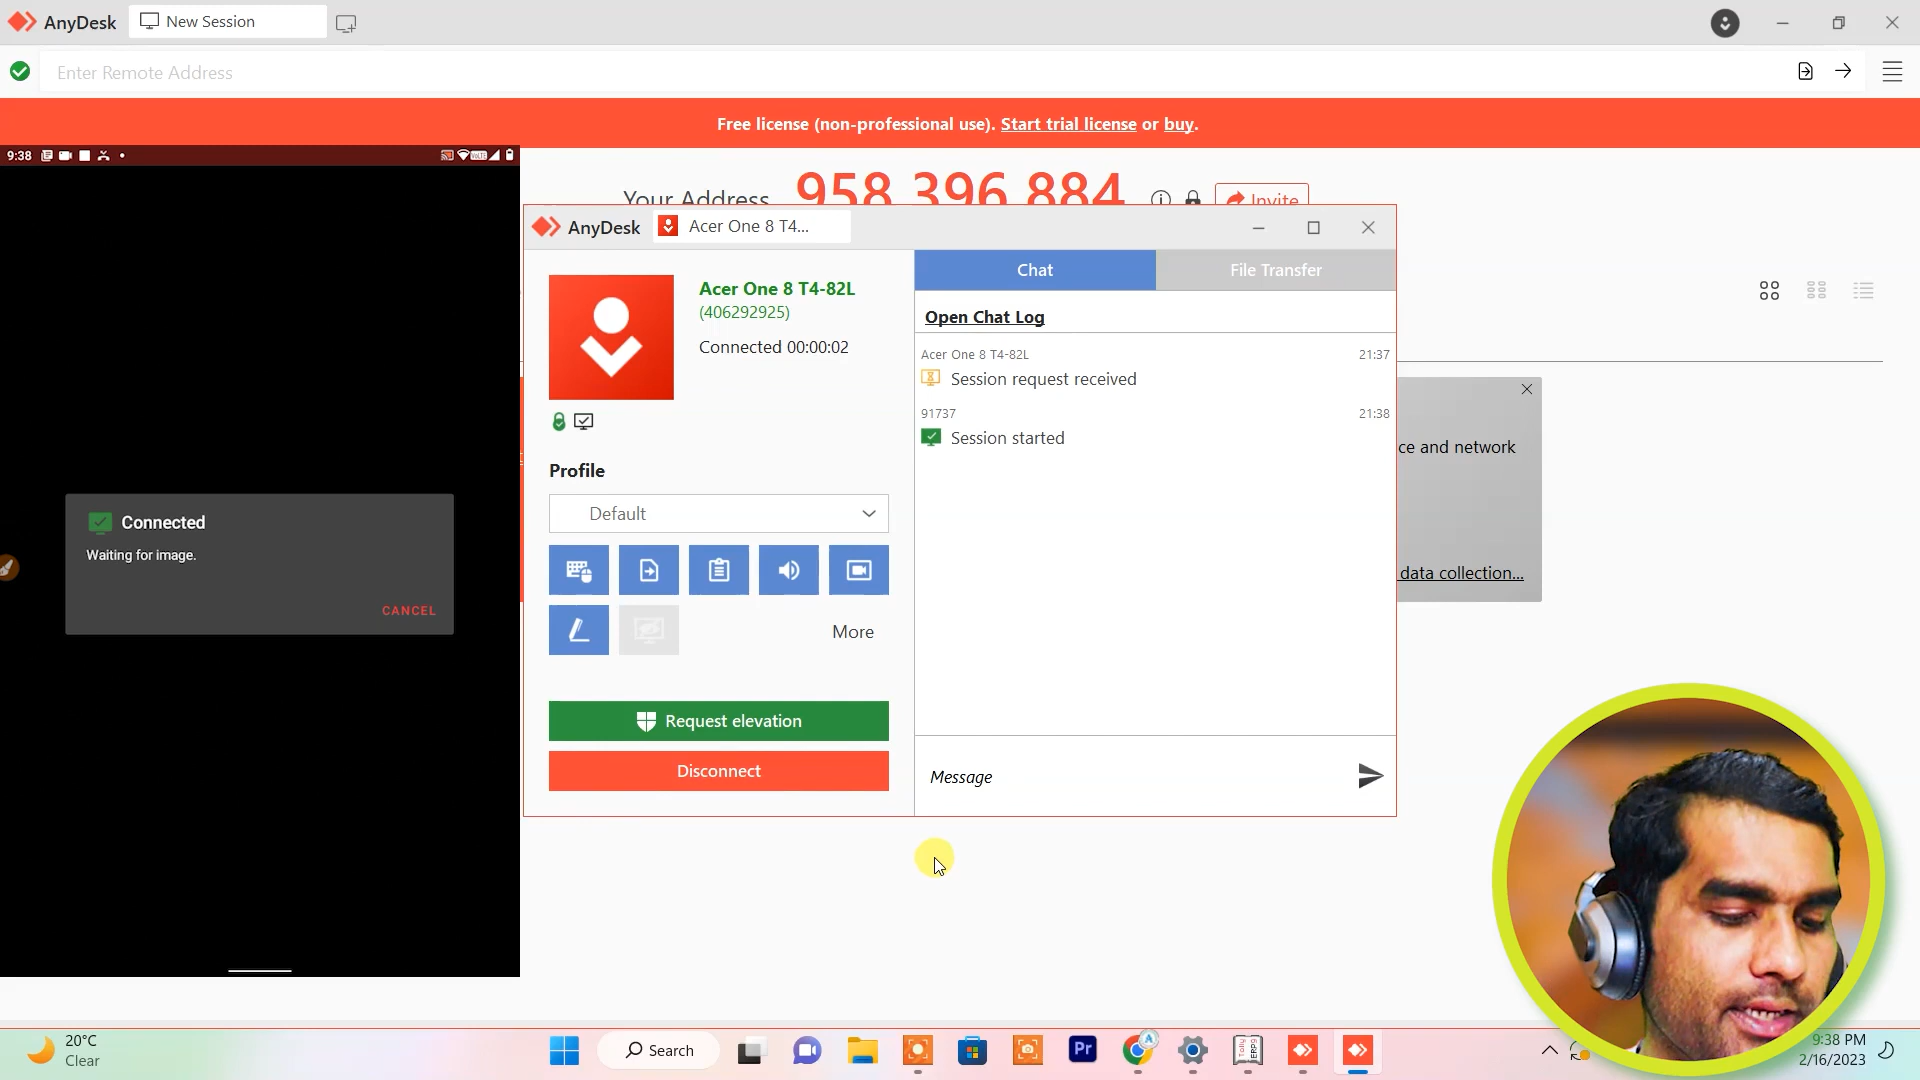 AnyDesk
New Session
Enter Remote Address
Free license (non-professional use). Start trial license or buy.
9:38
Your Address
958 396 884
Invite
AnyDesk
Acer One 8 T4...
Acer One 8 T4-82L
(406292925)
Connected 00:00:02
Profile
Default
More
Request elevation
Disconnect
Chat
File Transfer
Open Chat Log
Acer One 8 T4-82L
21:37
Session request received
91737
21:38
Session started
Message
ce and network
data collection...
Connected
Waiting for image.
CANCEL
20°C
Clear
Search
Pr
9:38 PM
2/16/2023